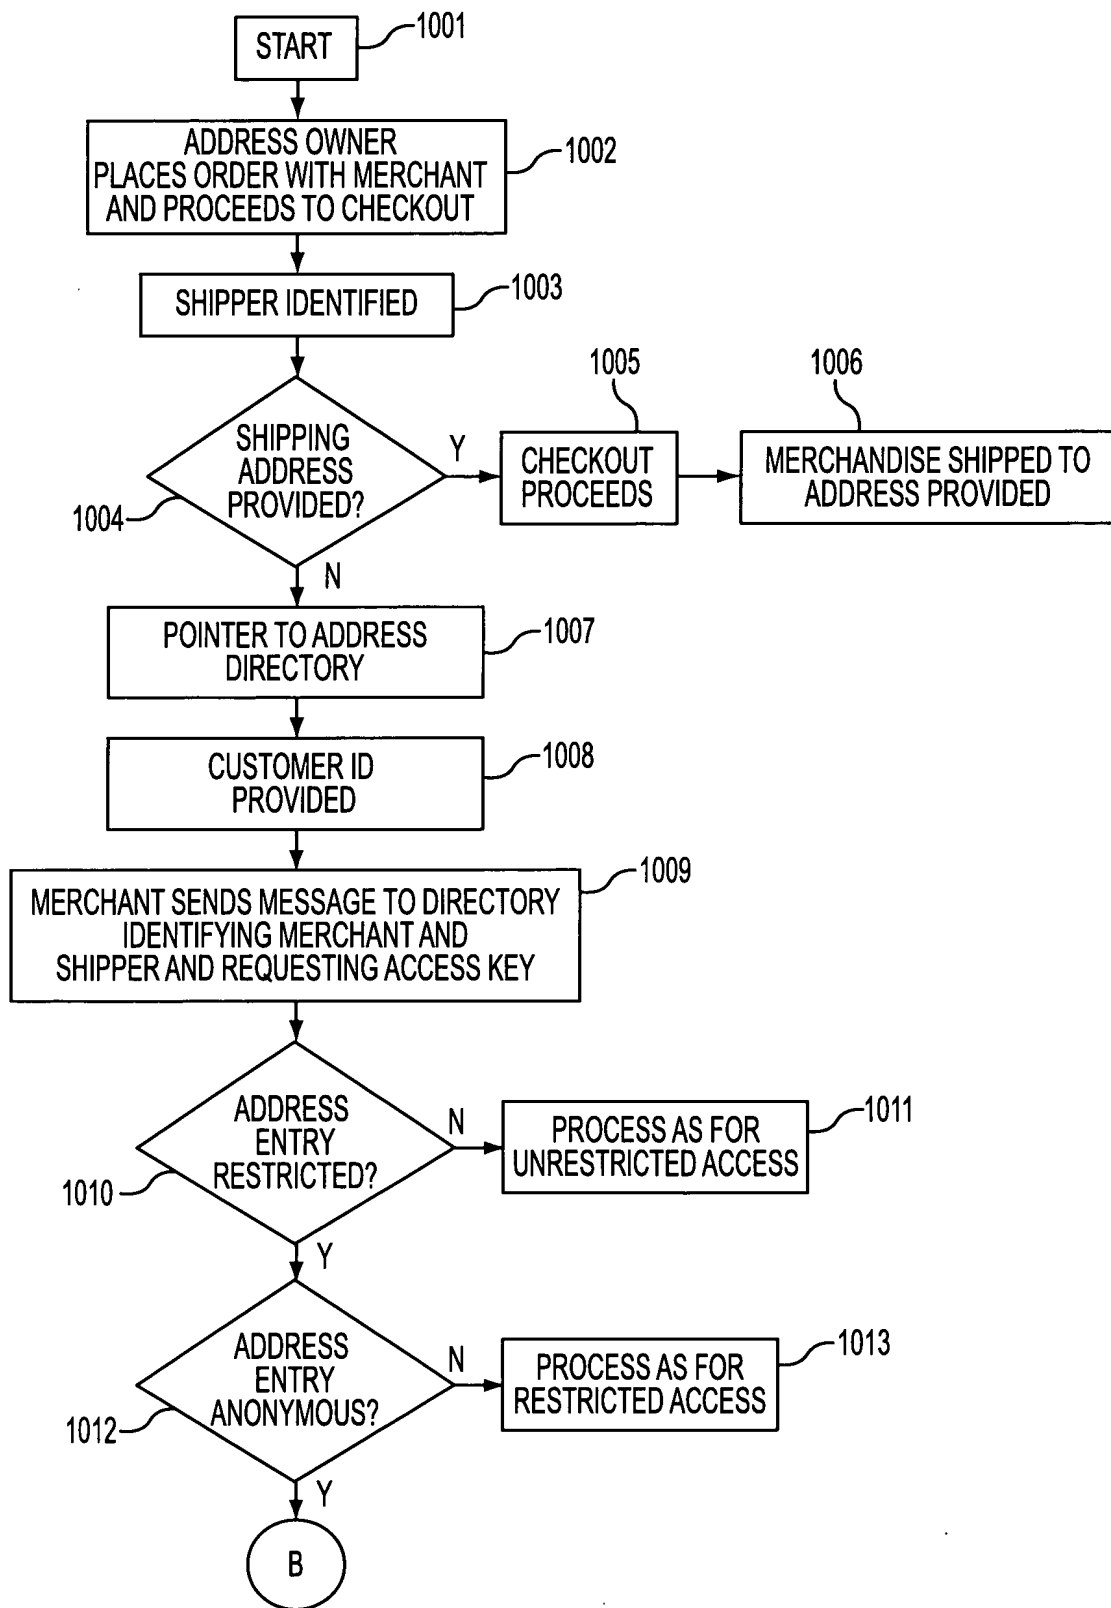 START
1001
ADDRESS OWNER
PLACES ORDER WITH MERCHANT
AND PROCEEDS TO CHECKOUT
1002
SHIPPER IDENTIFIED
1003
SHIPPING
ADDRESS
PROVIDED?
1004
Y
CHECKOUT
PROCEEDS
1005
MERCHANDISE SHIPPED TO
ADDRESS PROVIDED
1006
N
POINTER TO ADDRESS
DIRECTORY
1007
CUSTOMER ID
PROVIDED
1008
MERCHANT SENDS MESSAGE TO DIRECTORY
IDENTIFYING MERCHANT AND
SHIPPER AND REQUESTING ACCESS KEY
1009
ADDRESS
ENTRY
RESTRICTED?
1010
N
PROCESS AS FOR
UNRESTRICTED ACCESS
1011
Y
ADDRESS
ENTRY
ANONYMOUS?
1012
N
PROCESS AS FOR
RESTRICTED ACCESS
1013
Y
B